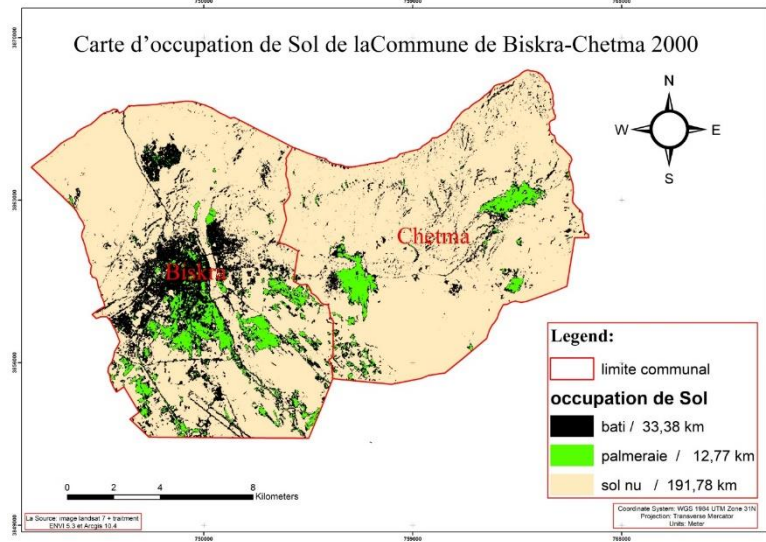 Carte d'occupation de Sol de laCommune de Biskra-Chetma 2000
N
W E
S
Chetma
Biskra
Legend:
limite communal
occupation de Sol
bati / 33,38 km
palmeraie / 12,77 km
sol nu / 191,78 km
0 2 4 8
Kilometers
La Source: image landsat 7 + traitment
ENVI 5.3 et Arcgis 10.4
Coordinate System: WGS 1984 UTM Zone 31N
Projection: Transverse Mercator
Units: Meter